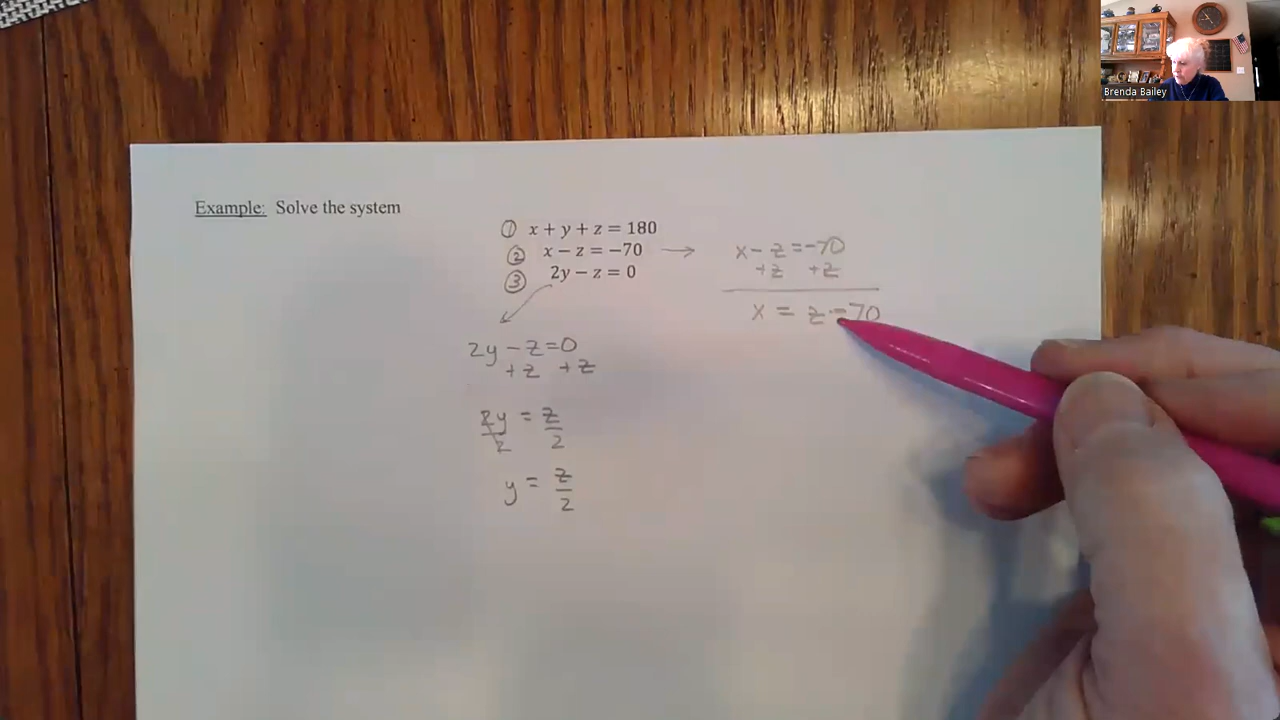 Brenda Bailey
Example: Solve the system
① x + y + z = 180
② x − z = −70 →
③ 2y − z = 0
x − z = −70
+z +z
x = z − 70
2y − z = 0
+z +z
2y/2 = z/2
y = z/2